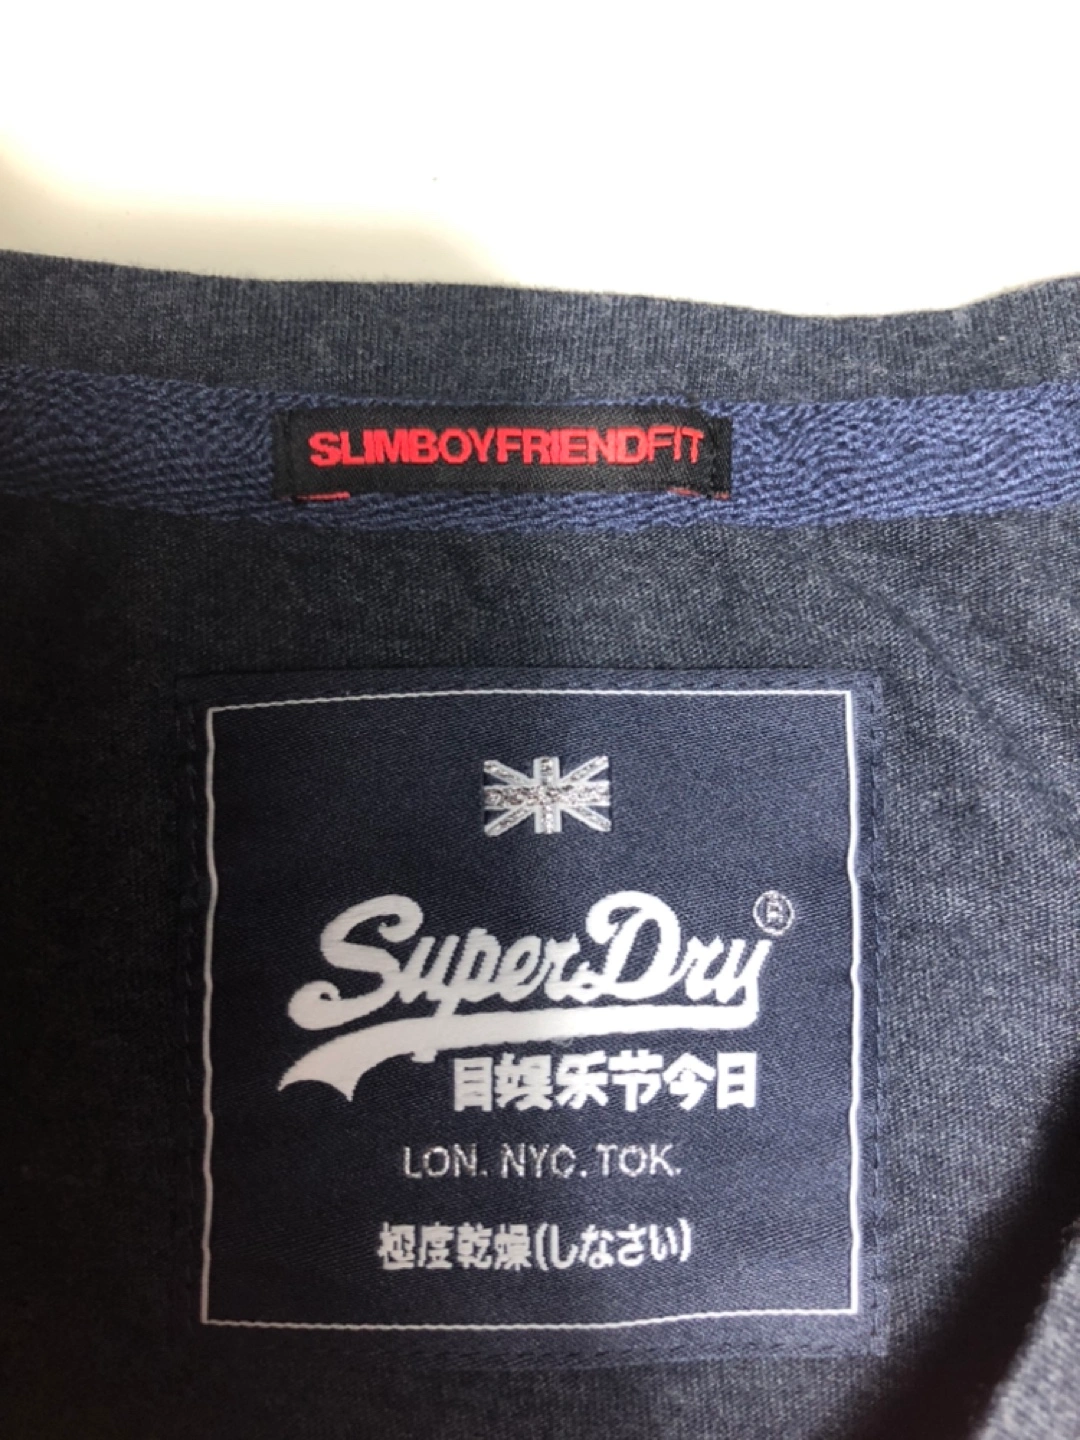 SLIMBOYFRIENDFIT
SuperDry®
目娱乐节今日
LON. NYC. TOK.
極度乾燥(しなさい)